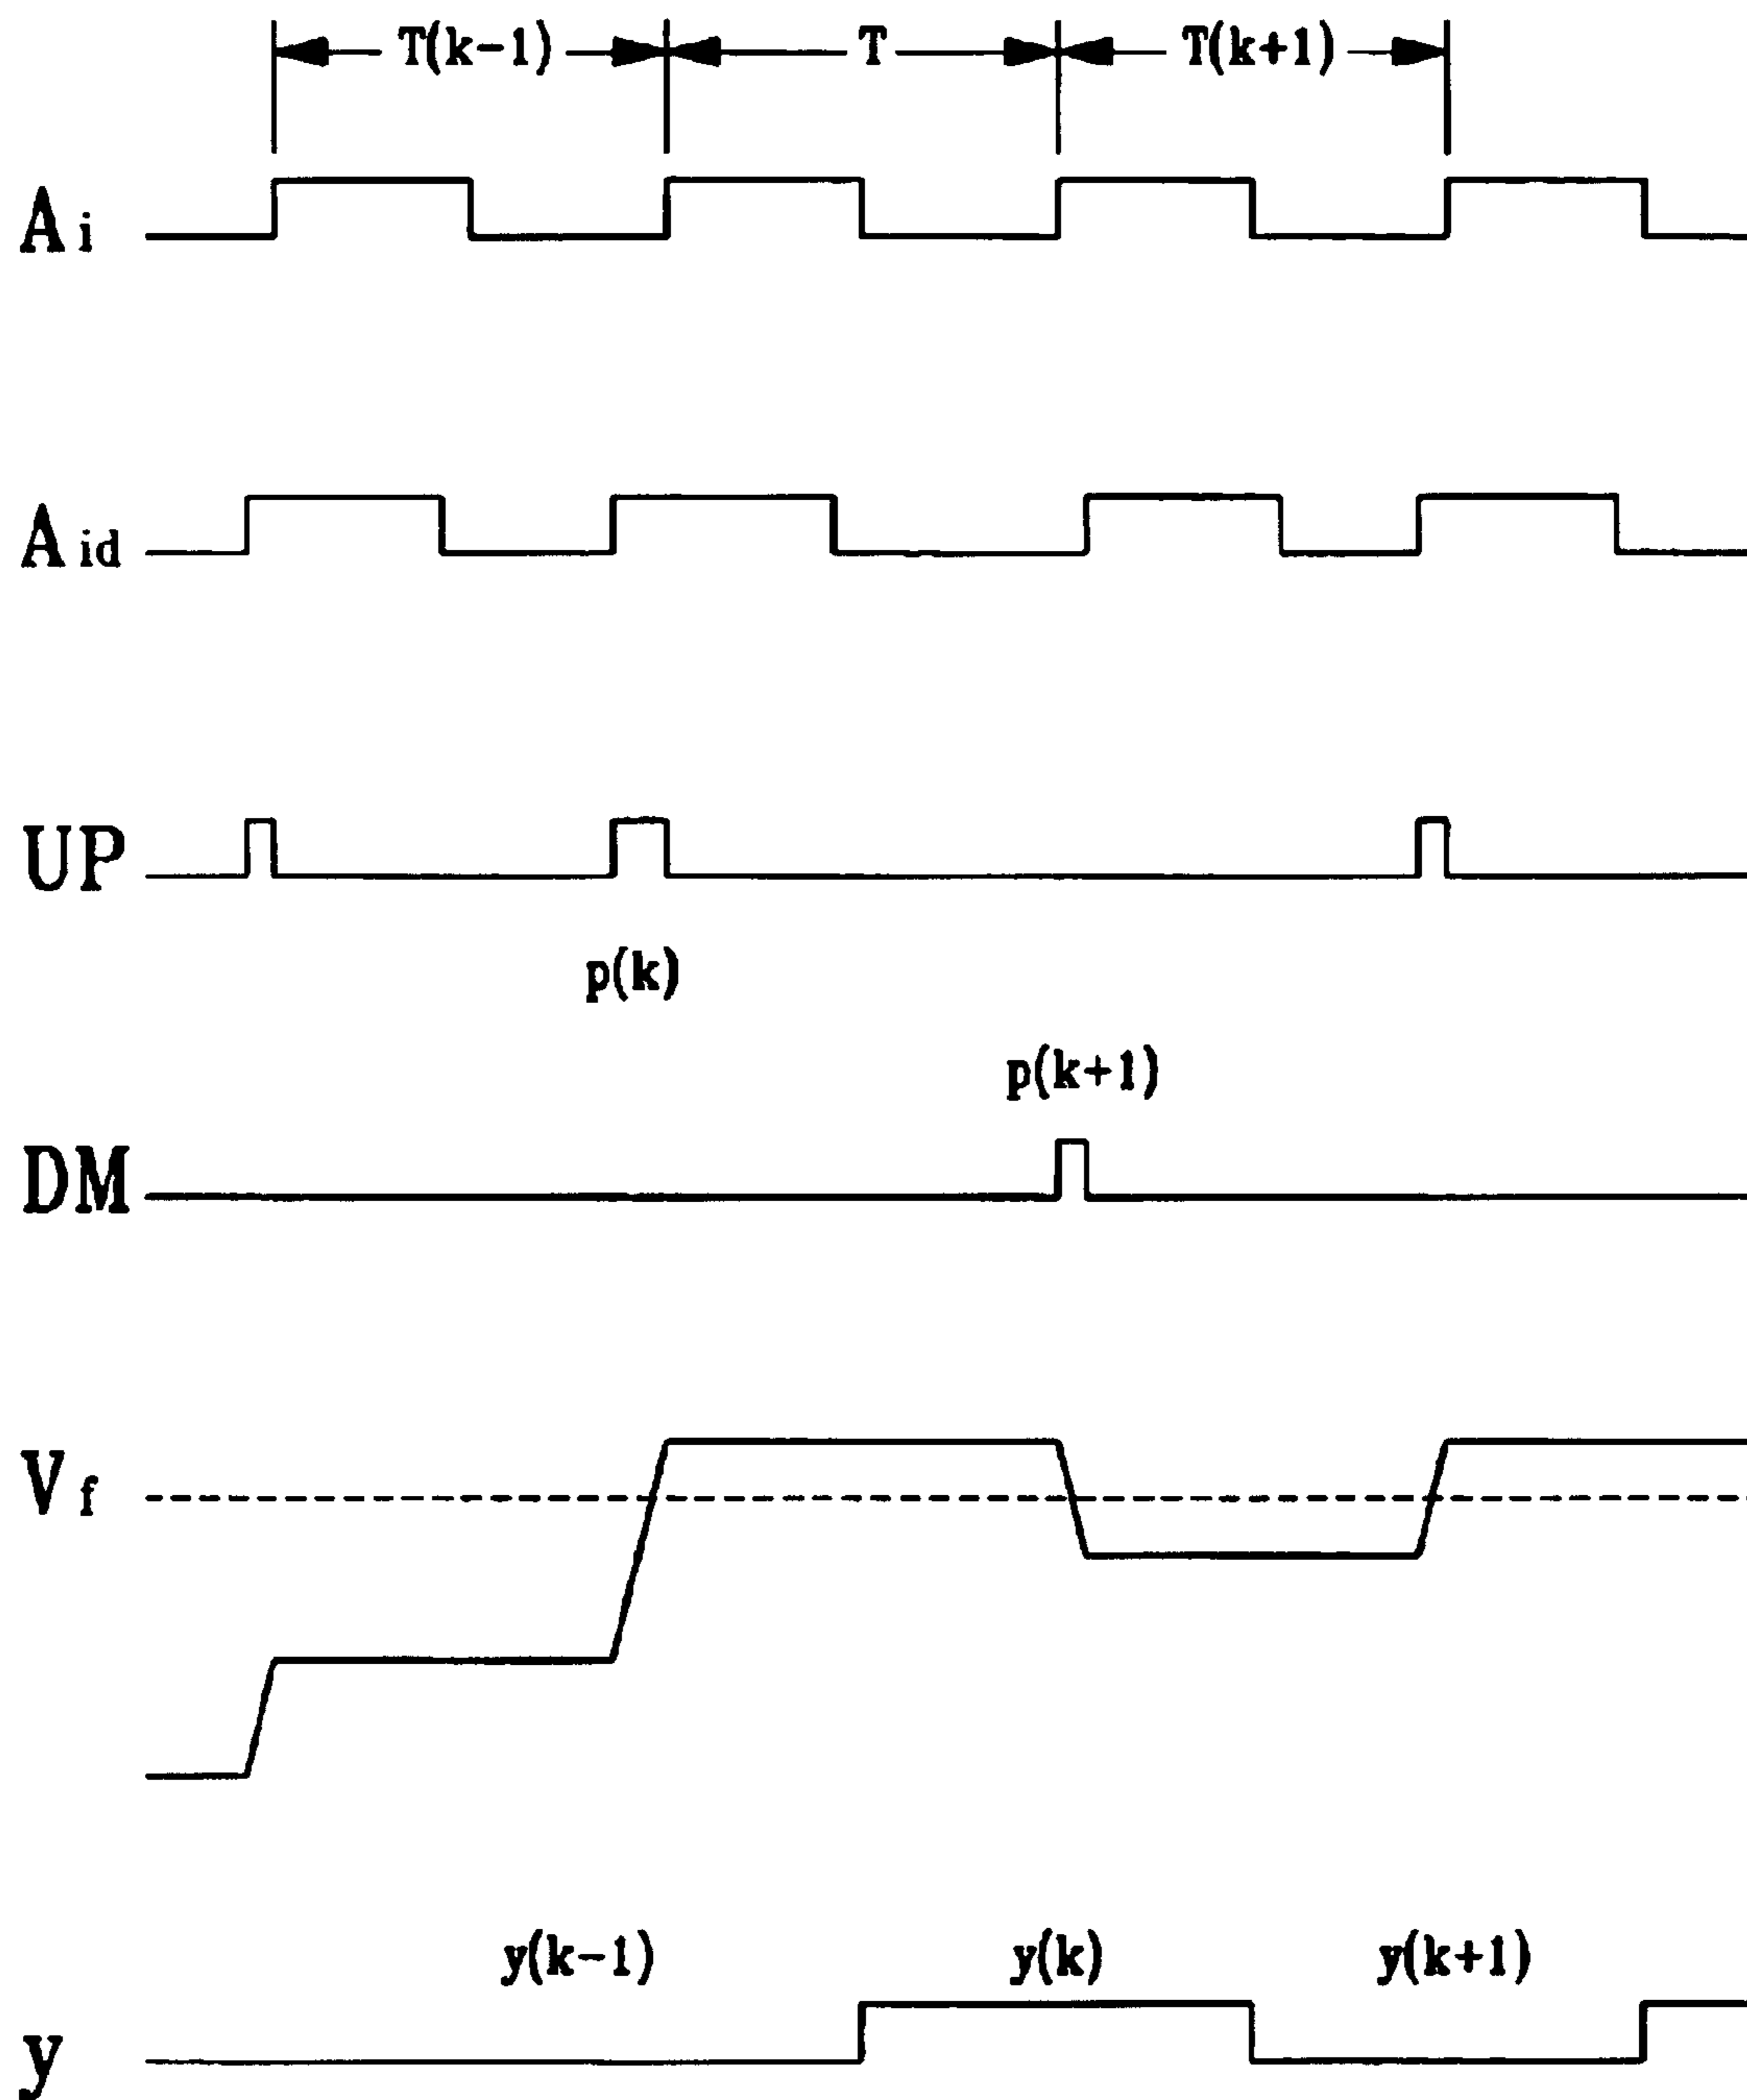 T(k-1) T T(k+1)
Ai
Aid
UP
p(k)
p(k+1)
DM
Vf
y(k-1) y(k) y(k+1)
y